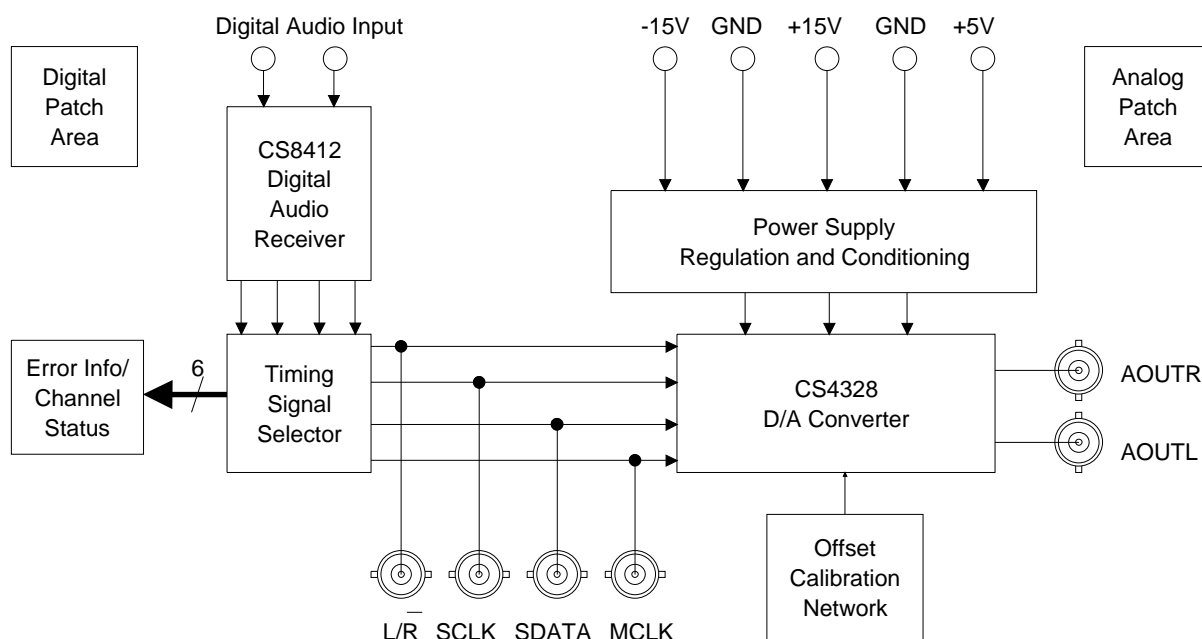 Digital Audio Input
-15V GND +15V GND +5V
Digital
Patch
Area
CS8412
Digital
Audio
Receiver
Analog
Patch
Area
Power Supply
Regulation and Conditioning
Error Info/
Channel
Status
6
Timing
Signal
Selector
CS4328
D/A Converter
AOUTR
AOUTL
Offset
Calibration
Network
L/R̅ SCLK SDATA MCLK